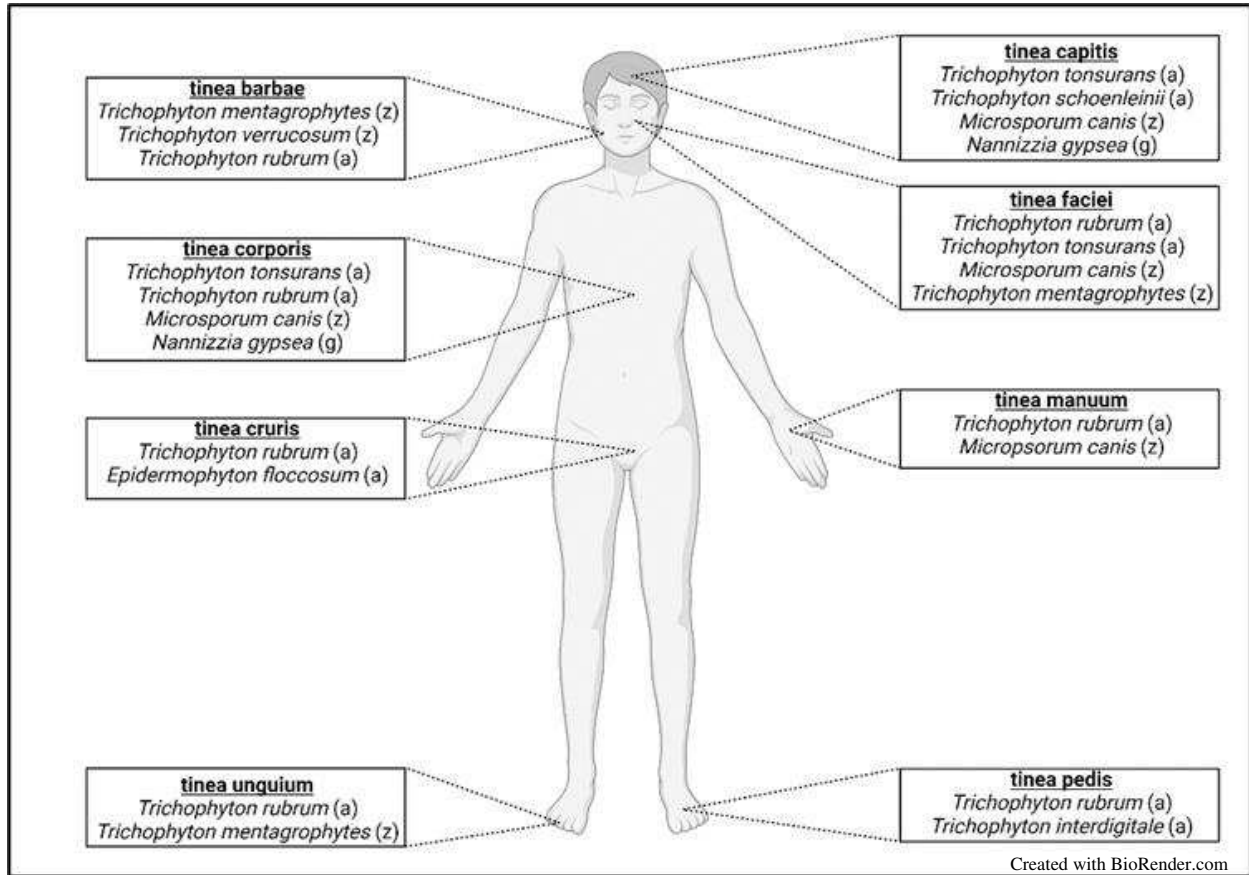 tinea barbae
Trichophyton mentagrophytes (z)
Trichophyton verrucosum (z)
Trichophyton rubrum (a)
tinea corporis
Trichophyton tonsurans (a)
Trichophyton rubrum (a)
Microsporum canis (z)
Nannizzia gypsea (g)
tinea cruris
Trichophyton rubrum (a)
Epidermophyton floccosum (a)
tinea unguium
Trichophyton rubrum (a)
Trichophyton mentagrophytes (z)
tinea capitis
Trichophyton tonsurans (a)
Trichophyton schoenleinii (a)
Microsporum canis (z)
Nannizzia gypsea (g)
tinea faciei
Trichophyton rubrum (a)
Trichophyton tonsurans (a)
Microsporum canis (z)
Trichophyton mentagrophytes (z)
tinea manuum
Trichophyton rubrum (a)
Micropsorum canis (z)
tinea pedis
Trichophyton rubrum (a)
Trichophyton interdigitale (a)
Created with BioRender.com